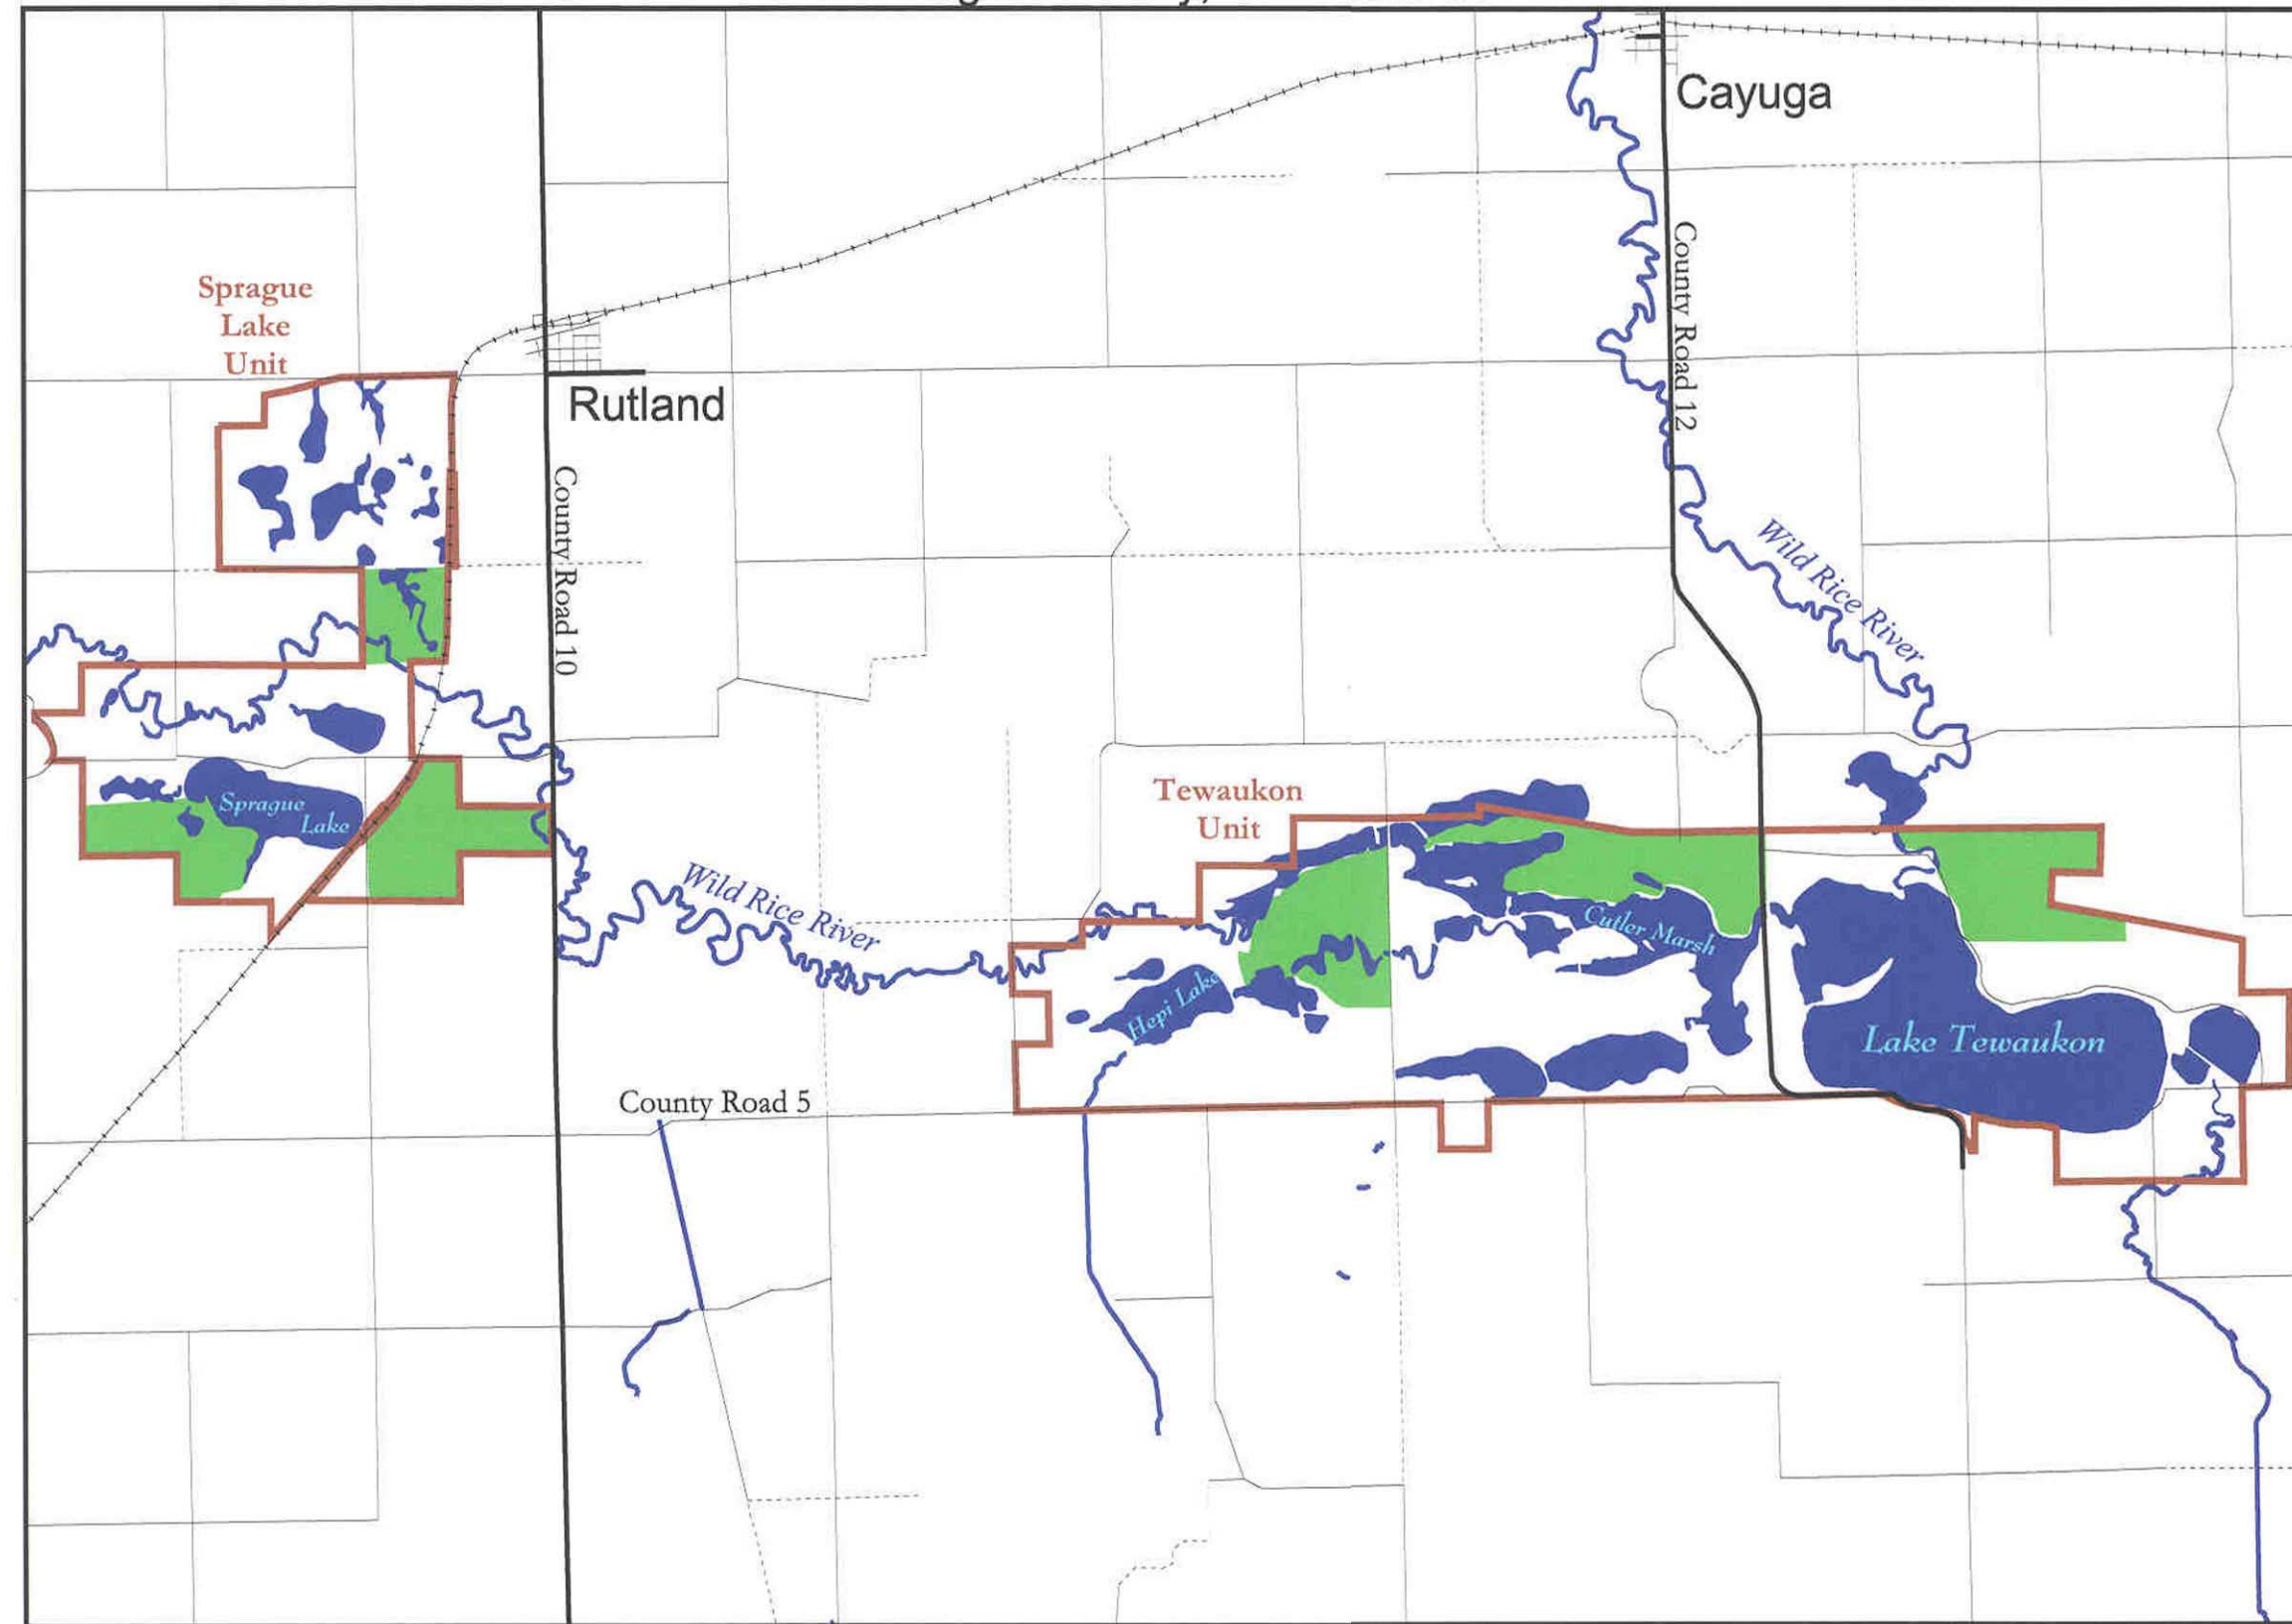 Cayuga
County Road 12
Sprague
Lake
Unit
Rutland
County Road 10
Wild Rice River
Tewaukon
Unit
Sprague
Lake
Wild Rice River
Cutler Marsh
Hepi Lake
Lake Tewaukon
County Road 5